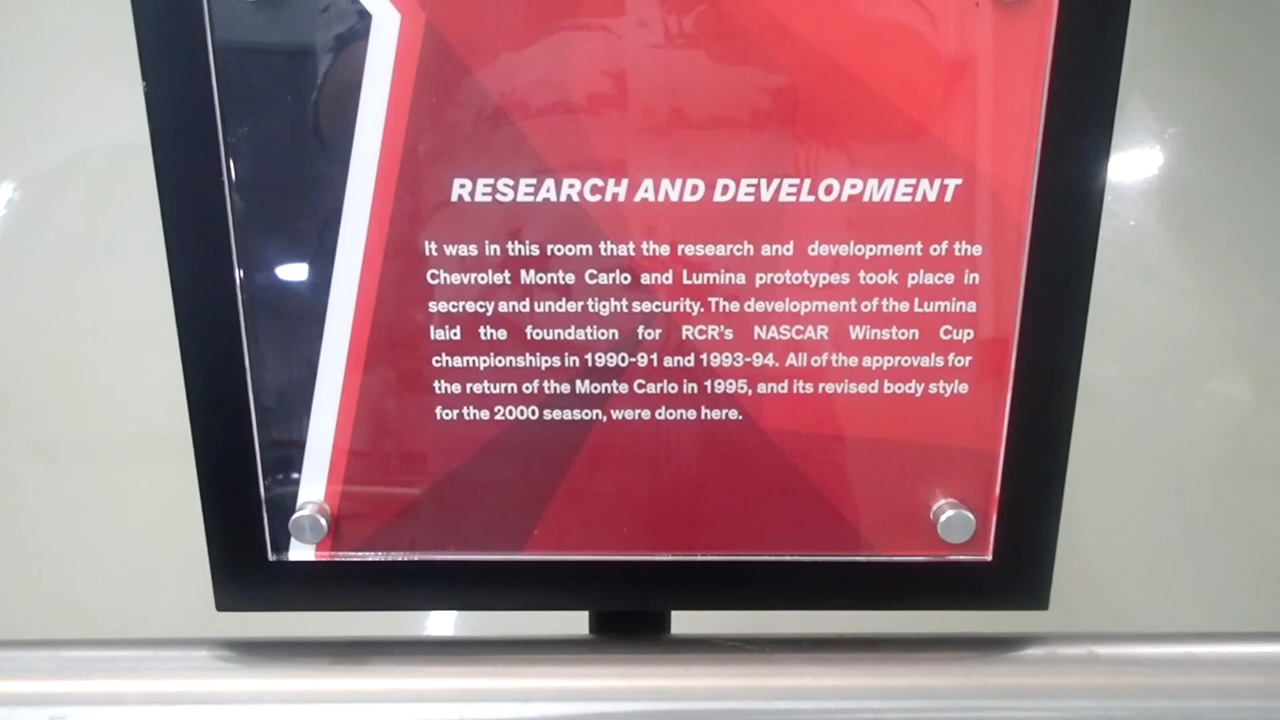 RESEARCH AND DEVELOPMENT
It was in this room that the research and development of the
Chevrolet Monte Carlo and Lumina prototypes took place in
secrecy and under tight security. The development of the Lumina
laid the foundation for RCR's NASCAR Winston Cup
championships in 1990-91 and 1993-94. All of the approvals for
the return of the Monte Carlo in 1995, and its revised body style
for the 2000 season, were done here.